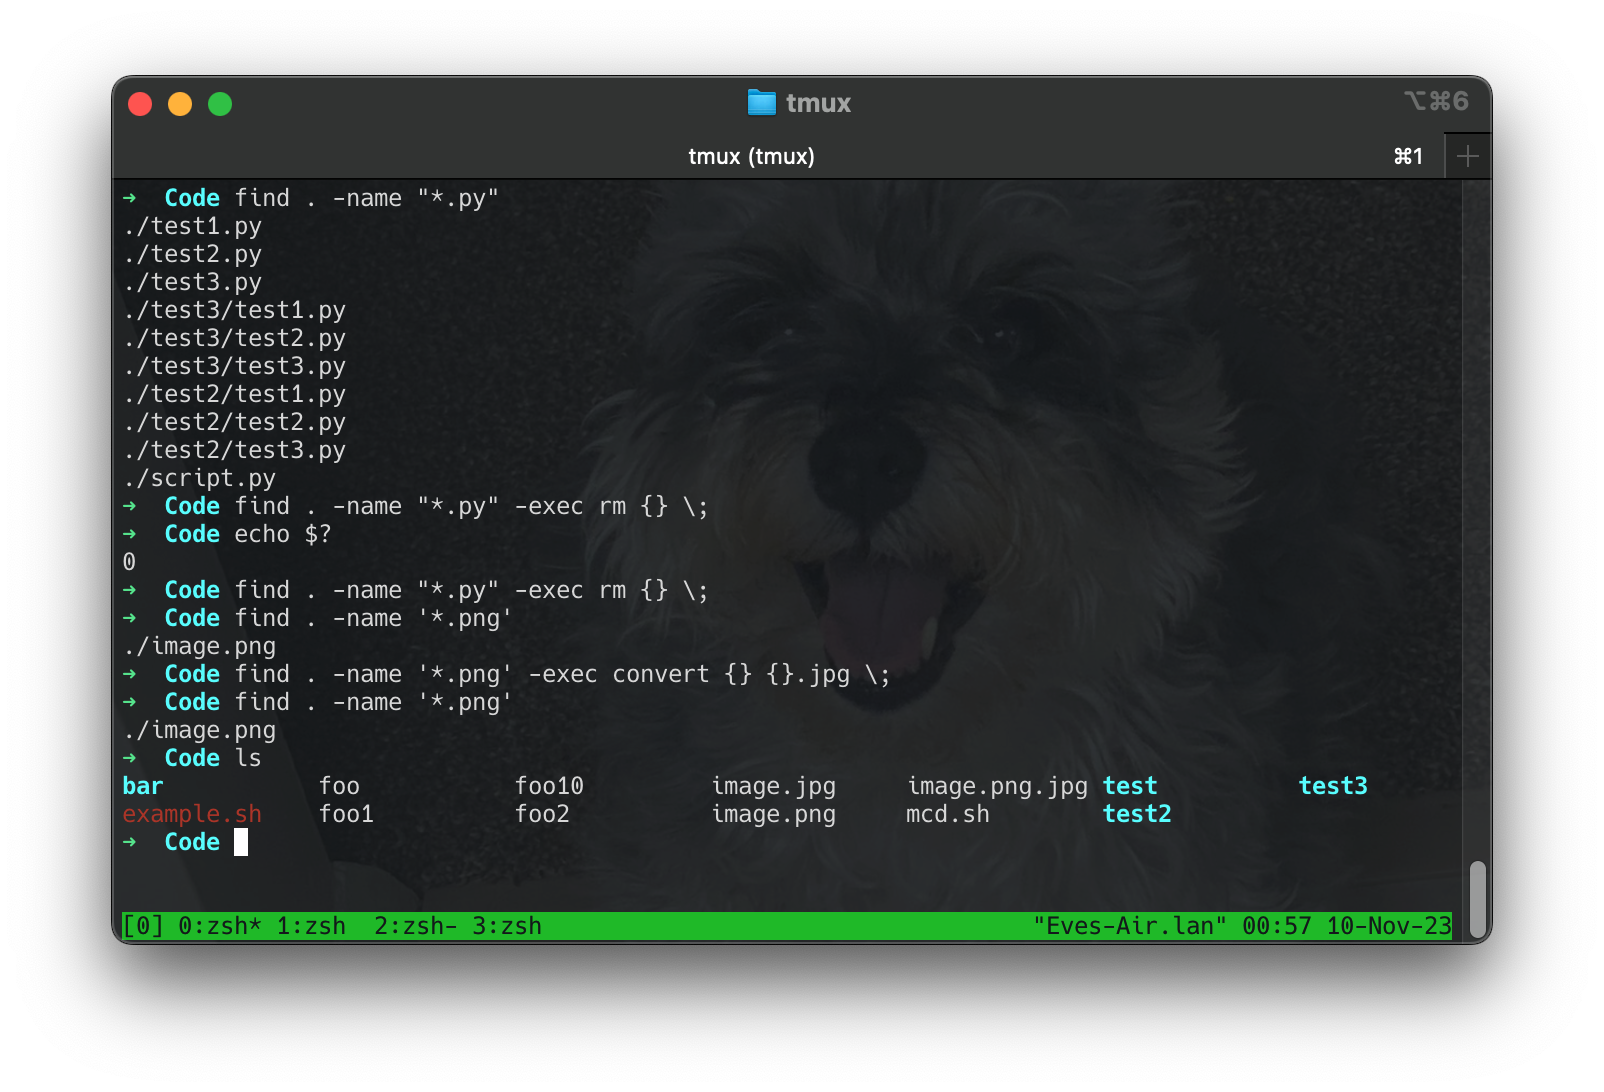 tmux ⌥⌘6
tmux (tmux) ⌘1 +
→ Code find . -name "*.py"
./test1.py
./test2.py
./test3.py
./test3/test1.py
./test3/test2.py
./test3/test3.py
./test2/test1.py
./test2/test2.py
./test2/test3.py
./script.py
→ Code find . -name "*.py" -exec rm {} \;
→ Code echo $?
0
→ Code find . -name "*.py" -exec rm {} \;
→ Code find . -name '*.png'
./image.png
→ Code find . -name '*.png' -exec convert {} {}.jpg \;
→ Code find . -name '*.png'
./image.png
→ Code ls
bar foo foo10 image.jpg image.png.jpg test test3
example.sh foo1 foo2 image.png mcd.sh test2
→ Code
[0] 0:zsh* 1:zsh  2:zsh- 3:zsh "Eves-Air.lan" 00:57 10-Nov-23